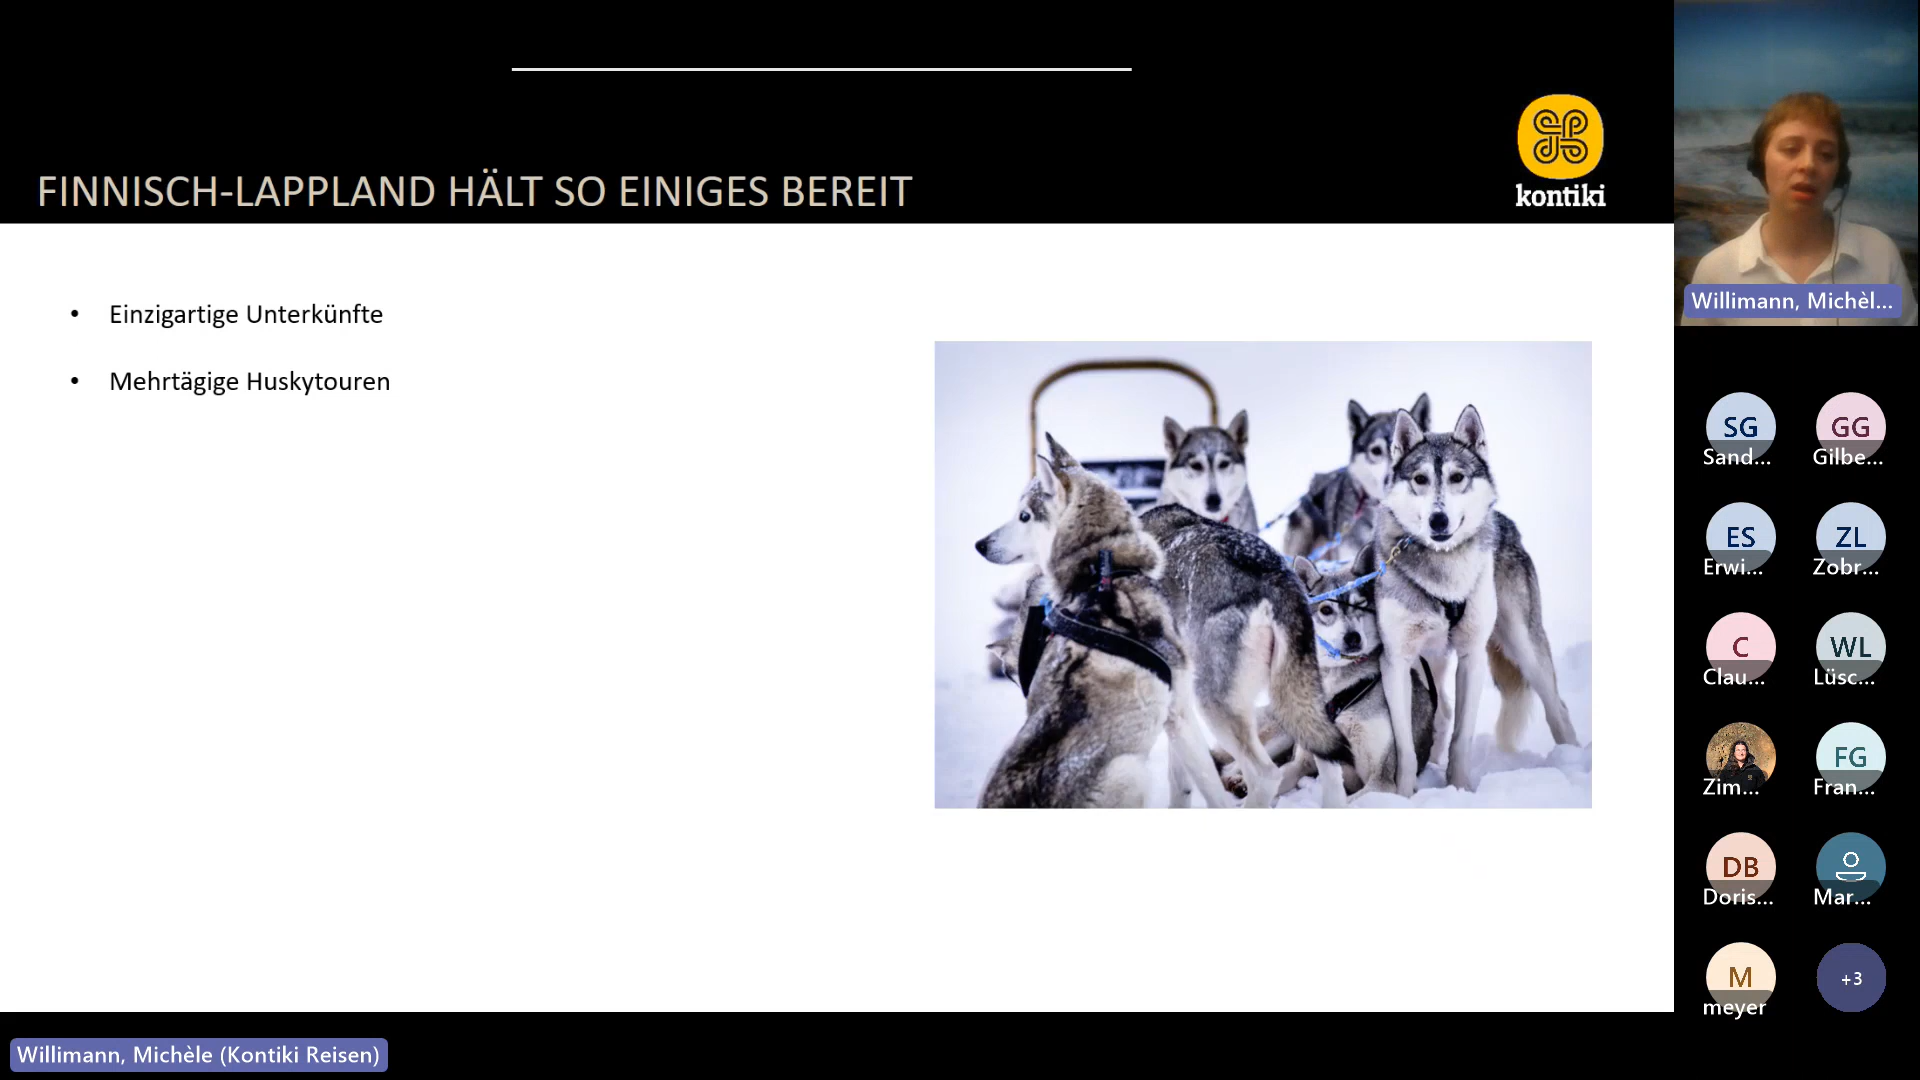 FINNISCH-LAPPLAND HÄLT SO EINIGES BEREIT
kontiki
• Einzigartige Unterkünfte
• Mehrtägige Huskytouren
Willimann, Michèl...
SG
Sand...
GG
Gilbe...
ES
Erwi...
ZL
Zobr...
C
Clau...
WL
Lüsc...
Zim...
FG
Fran...
DB
Doris...
Mar...
M
meyer
+3
Willimann, Michèle (Kontiki Reisen)